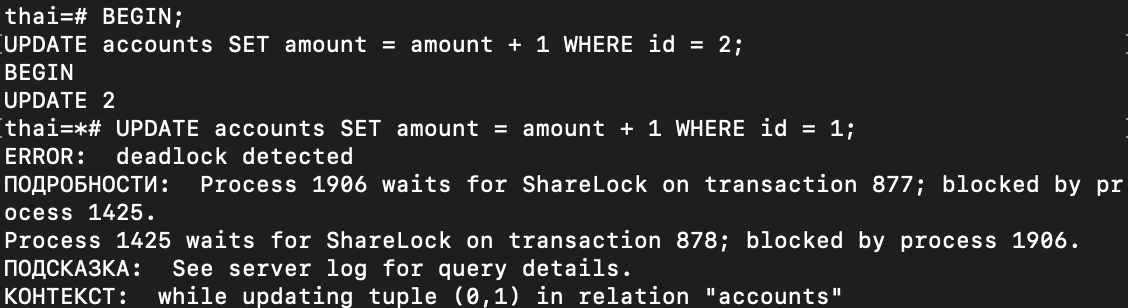 thai=# BEGIN;
UPDATE accounts SET amount = amount + 1 WHERE id = 2;
BEGIN
UPDATE 2
thai=*# UPDATE accounts SET amount = amount + 1 WHERE id = 1;
ERROR:  deadlock detected
ПОДРОБНОСТИ:  Process 1906 waits for ShareLock on transaction 877; blocked by pr
ocess 1425.
Process 1425 waits for ShareLock on transaction 878; blocked by process 1906.
ПОДСКАЗКА:  See server log for query details.
КОНТЕКСТ:  while updating tuple (0,1) in relation "accounts"